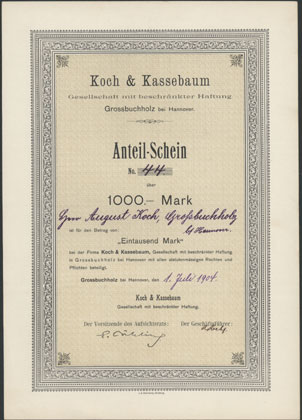 Koch & Kassebaum
Gesellschaft mit beschränkter Haftung
Grossbuchholz bei Hannover.
Anteil-Schein
No. 44
über
1000.— Mark
Herrn August Koch, Großbuchholz
ist für den Betrag von b/Hannover.
„Eintausend Mark“
bei der Firma Koch & Kassebaum, Gesellschaft mit beschränkter Haftung
in Grossbuchholz bei Hannover mit allen statutenmässigen Rechten und
Pflichten beteiligt.
Grossbuchholz bei Hannover, den 1. Juli 1904.
Koch & Kassebaum
Gesellschaft mit beschränkter Haftung.
Der Vorsitzende des Aufsichtsrats: Der Geschäftsführer: